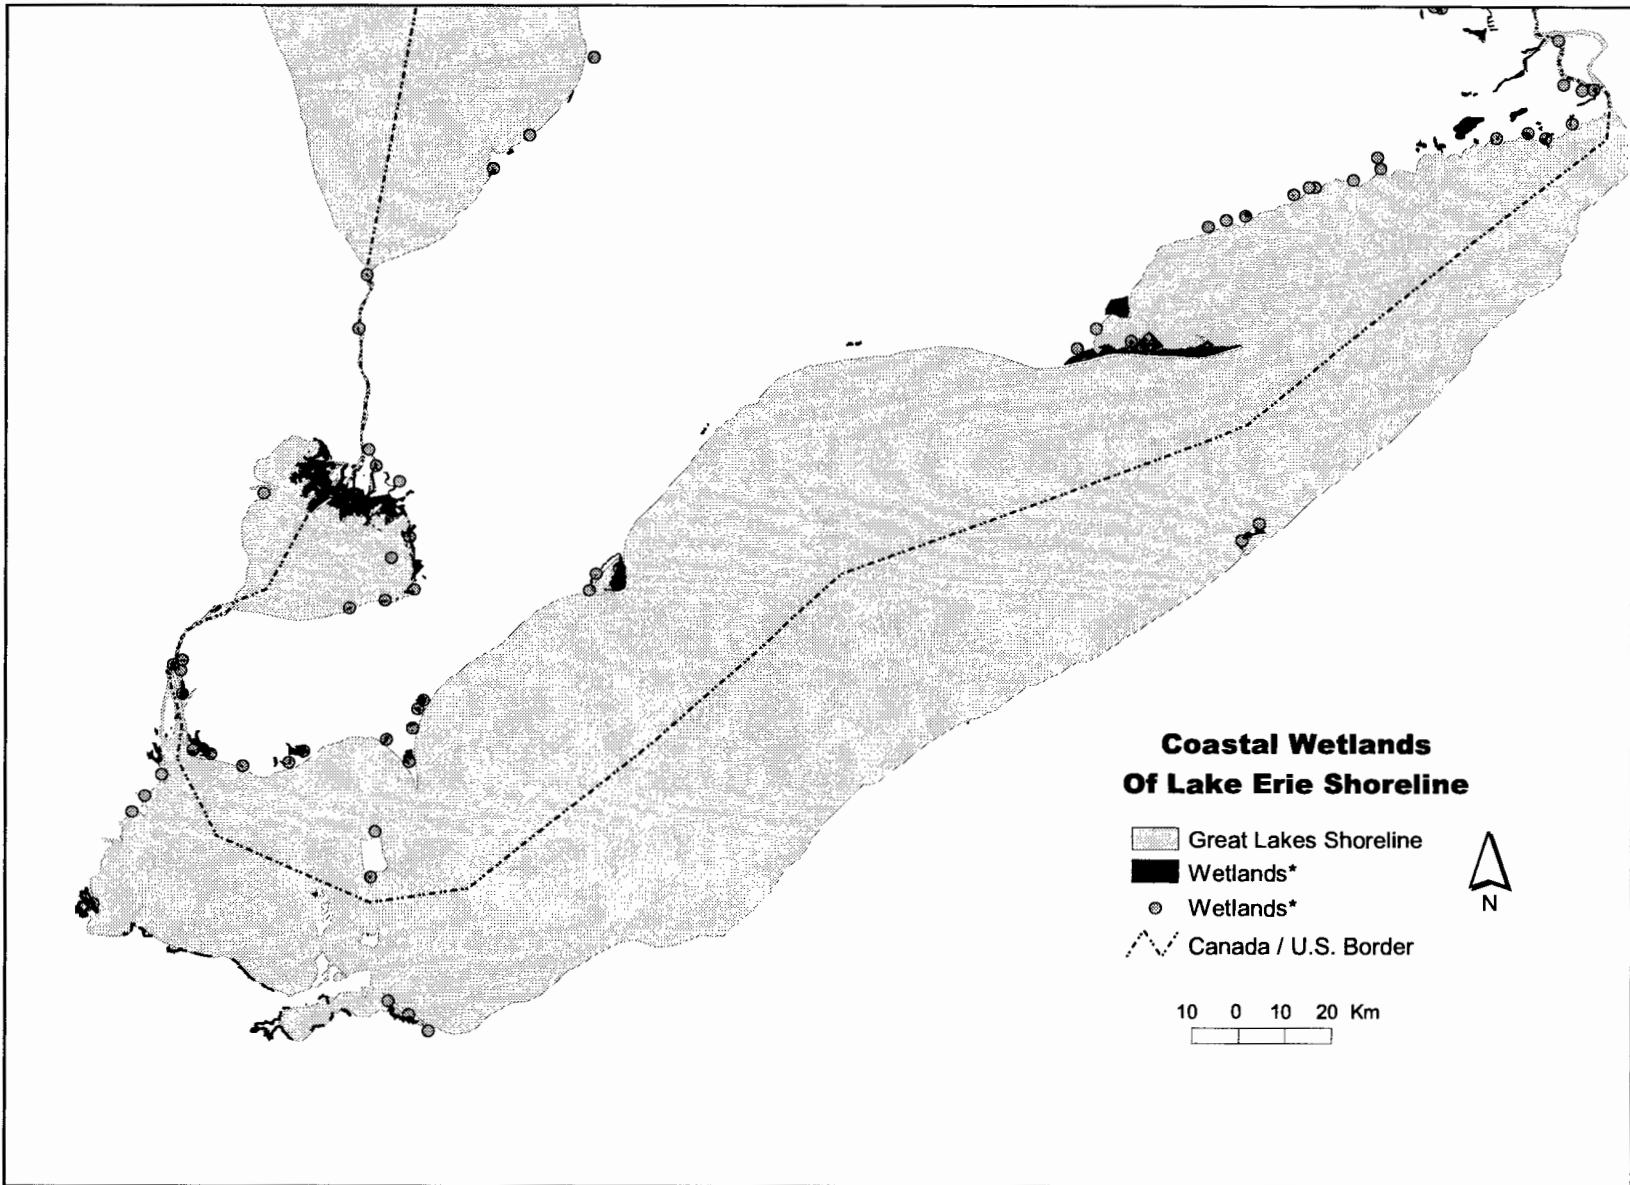 Coastal Wetlands
Of Lake Erie Shoreline
Great Lakes Shoreline
Wetlands*
Wetlands*
Canada / U.S. Border
N
10 0 10 20 Km